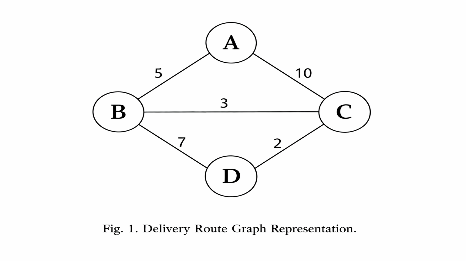 A
5 10
B 3 C
7 2
D
Fig. 1. Delivery Route Graph Representation.